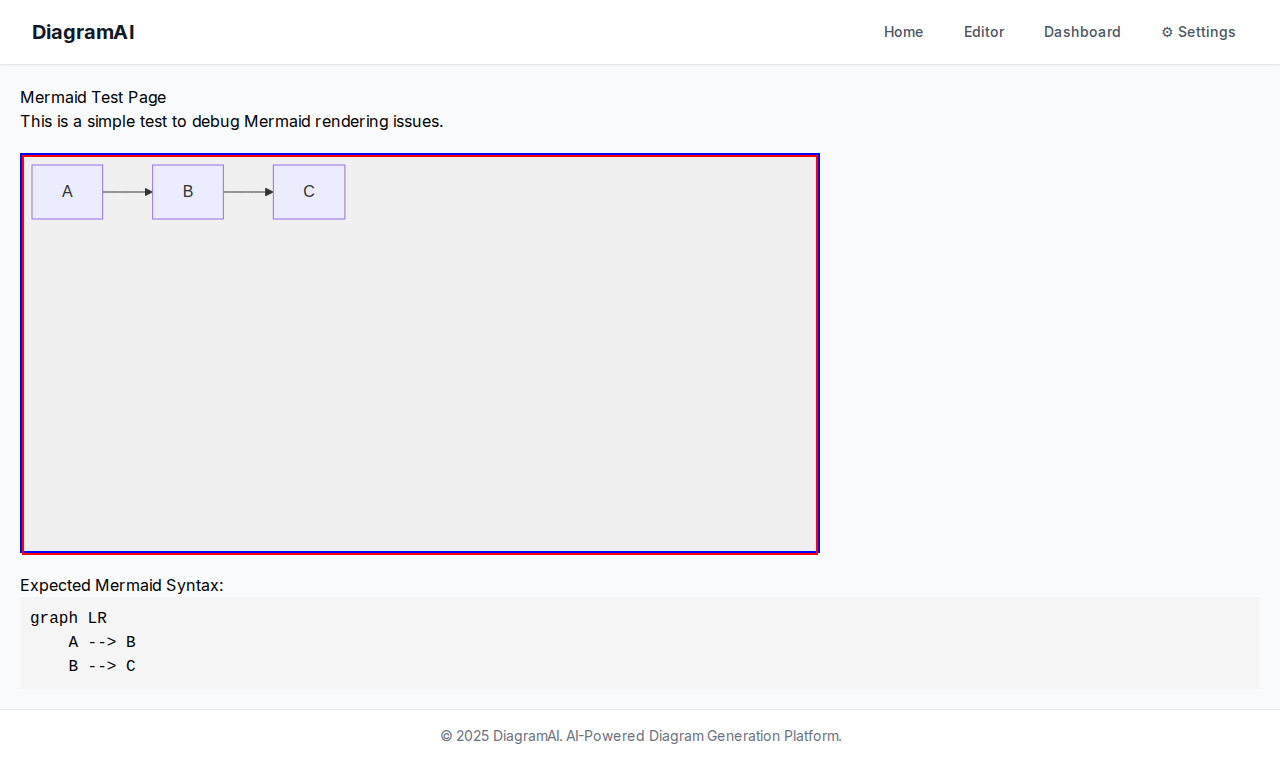 DiagramAI
Home Editor Dashboard ⚙ Settings
Mermaid Test Page
This is a simple test to debug Mermaid rendering issues.
A B C
Expected Mermaid Syntax:
graph LR
    A --> B
    B --> C
© 2025 DiagramAI. AI-Powered Diagram Generation Platform.